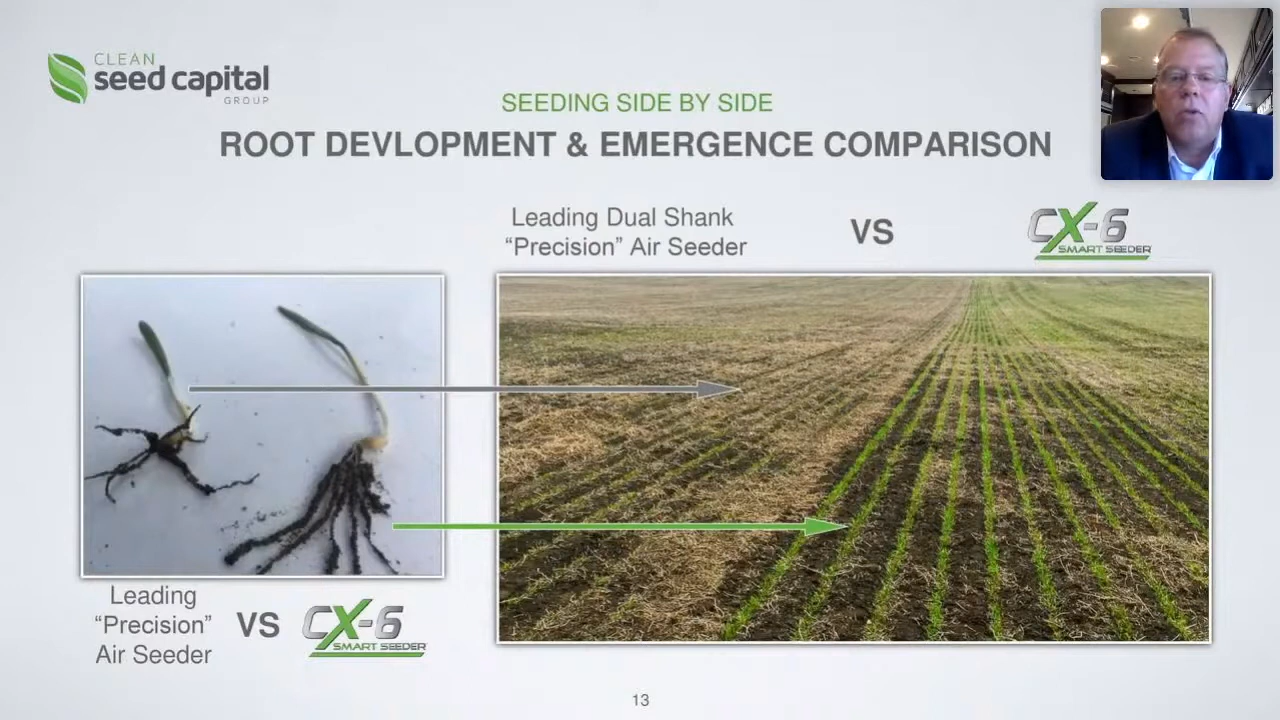 CLEAN
seed capital
GROUP
SEEDING SIDE BY SIDE
ROOT DEVLOPMENT & EMERGENCE COMPARISON
Leading Dual Shank
“Precision” Air Seeder
VS
CX-6
SMART SEEDER
Leading
“Precision”
Air Seeder
VS
CX-6
SMART SEEDER
13